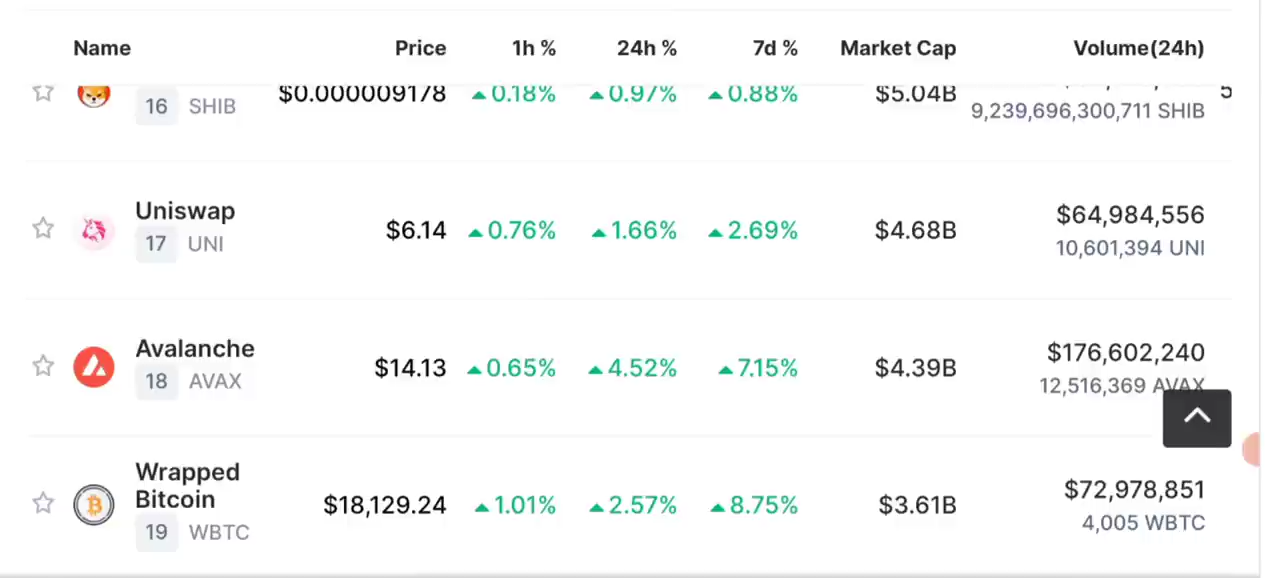 Name Price 1h % 24h % 7d % Market Cap Volume(24h)
$0.000009178 0.18% 0.97% 0.88% $5.04B
16 SHIB 9,239,696,300,711 SHIB
Uniswap $64,984,556
$6.14 0.76% 1.66% 2.69% $4.68B
17 UNI 10,601,394 UNI
Avalanche $176,602,240
$14.13 0.65% 4.52% 7.15% $4.39B
18 AVAX 12,516,369 AVAX
Wrapped
Bitcoin $72,978,851
$18,129.24 1.01% 2.57% 8.75% $3.61B
19 WBTC 4,005 WBTC